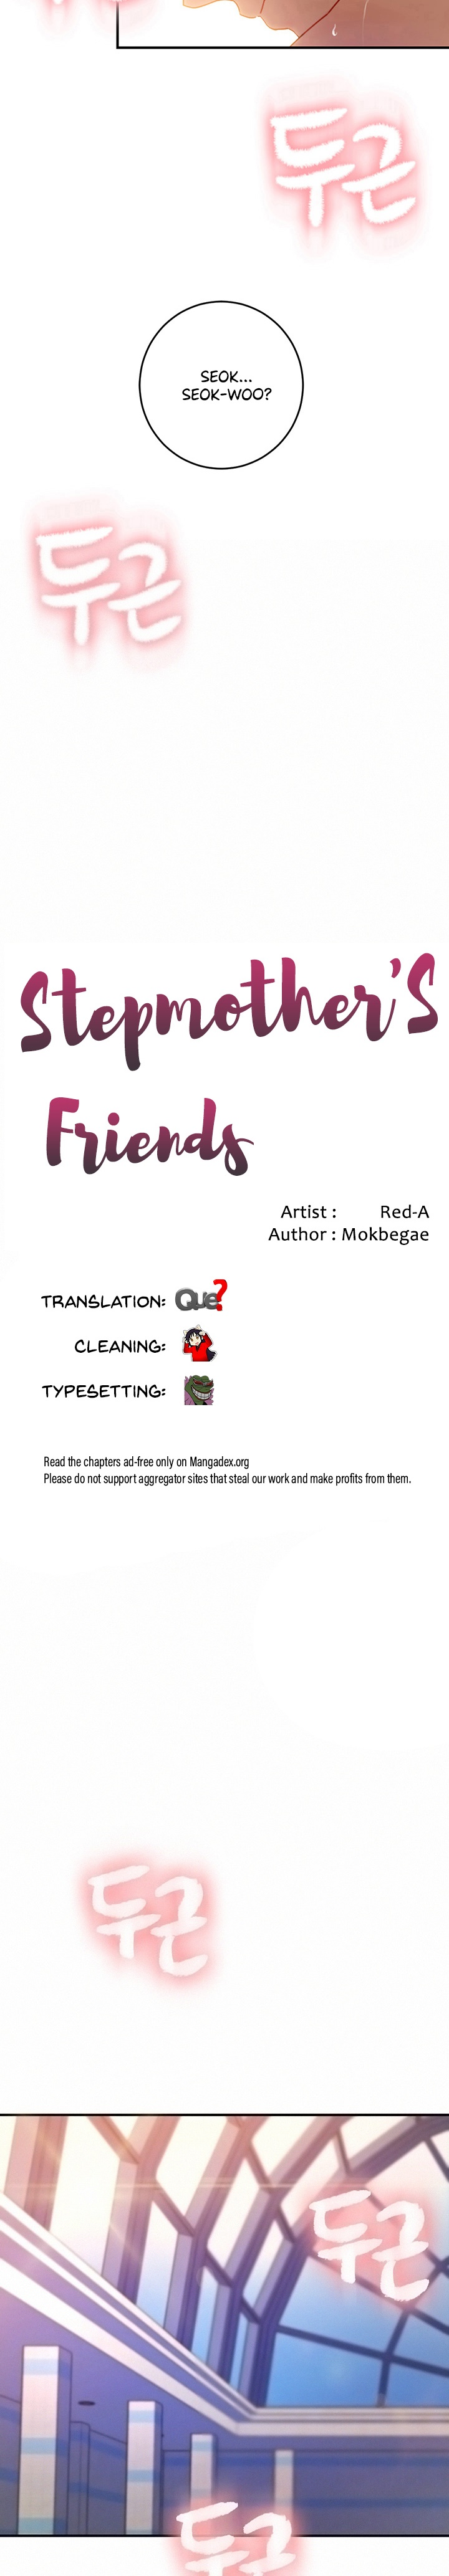 두근
SEOK...
SEOK-WOO?
두근
Stepmother'S
Friends
Artist : Red-A
Author : Mokbegae
TRANSLATION: Que?
CLEANING:
TYPESETTING:
Read the chapters ad-free only on Mangadex.org
Please do not support aggregator sites that steal our work and make profits from them.
두근
두근
두근